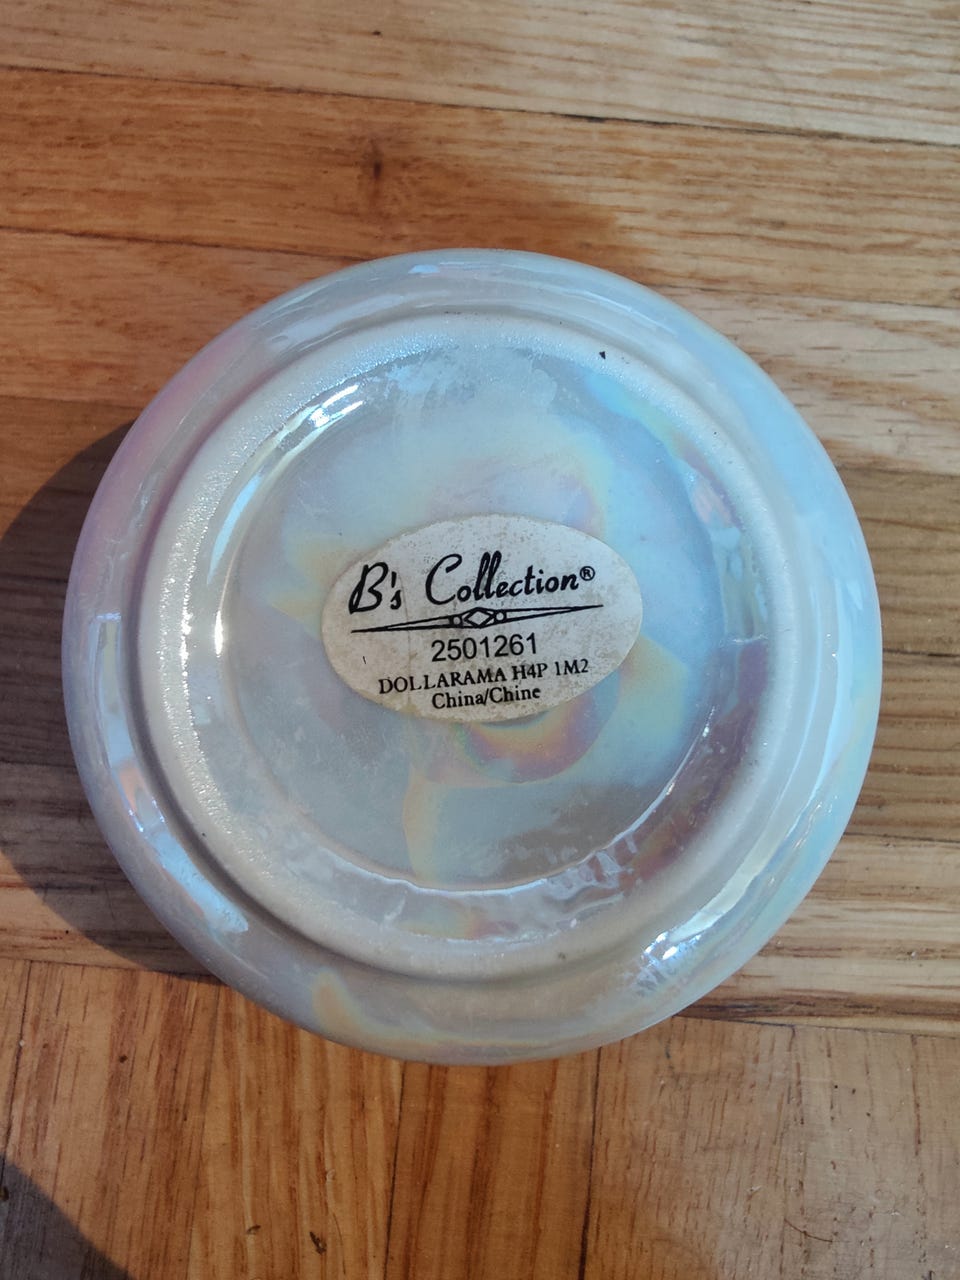 B's Collection®
2501261
DOLLARAMA H4P 1M2
China/Chine